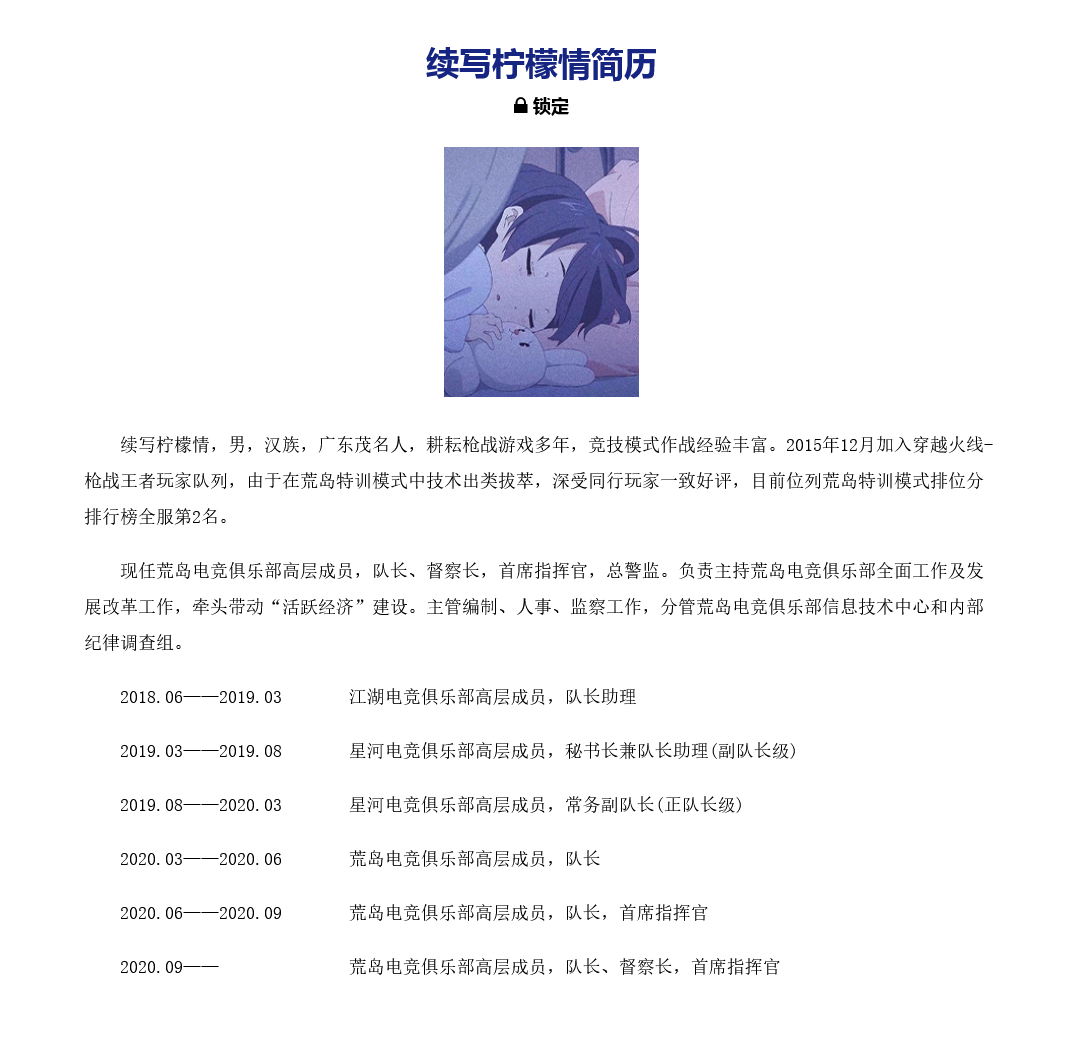 续写柠檬情简历
锁定
续写柠檬情，男，汉族，广东茂名人，耕耘枪战游戏多年，竞技模式作战经验丰富。2015年12月加入穿越火线-
枪战王者玩家队列，由于在荒岛特训模式中技术出类拔萃，深受同行玩家一致好评，目前位列荒岛特训模式排位分
排行榜全服第2名。
现任荒岛电竞俱乐部高层成员，队长、督察长，首席指挥官，总警监。负责主持荒岛电竞俱乐部全面工作及发
展改革工作，牵头带动“活跃经济”建设。主管编制、人事、监察工作，分管荒岛电竞俱乐部信息技术中心和内部
纪律调查组。
2018.06——2019.03 江湖电竞俱乐部高层成员，队长助理
2019.03——2019.08 星河电竞俱乐部高层成员，秘书长兼队长助理(副队长级)
2019.08——2020.03 星河电竞俱乐部高层成员，常务副队长(正队长级)
2020.03——2020.06 荒岛电竞俱乐部高层成员，队长
2020.06——2020.09 荒岛电竞俱乐部高层成员，队长，首席指挥官
2020.09—— 荒岛电竞俱乐部高层成员，队长、督察长，首席指挥官